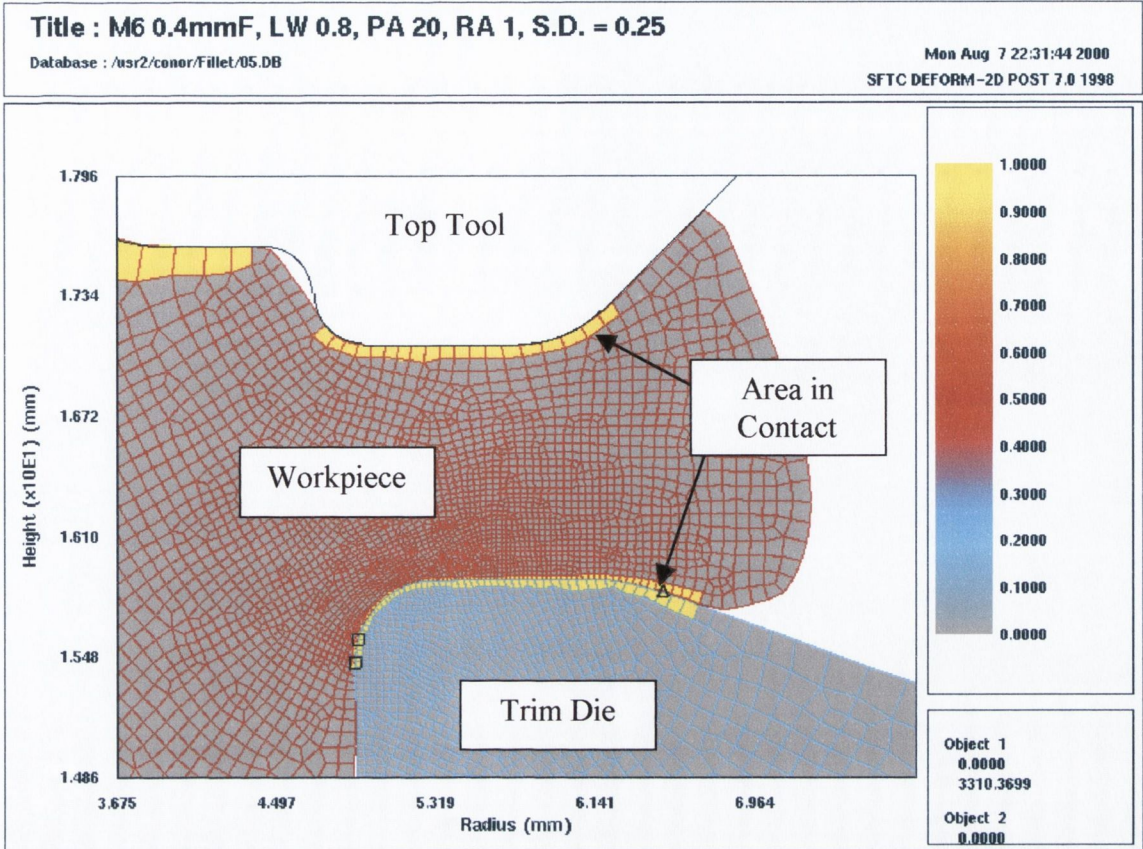 Title : M6 0.4mmF, LW 0.8, PA 20, RA 1, S.D. = 0.25
Database : /usr2/conor/Fillet/05.DB
Mon Aug 7 22:31:44 2000
SFTC DEFORM-2D POST 7.0 1998
1.796
1.734
1.672
1.610
1.548
1.486
Height (x10E1) (mm)
3.675
4.497
5.319
6.141
6.964
Radius (mm)
Top Tool
Area in
Contact
Workpiece
Trim Die
1.0000
0.9000
0.8000
0.7000
0.6000
0.5000
0.4000
0.3000
0.2000
0.1000
0.0000
Object 1
0.0000
3310.3699
Object 2
0.0000